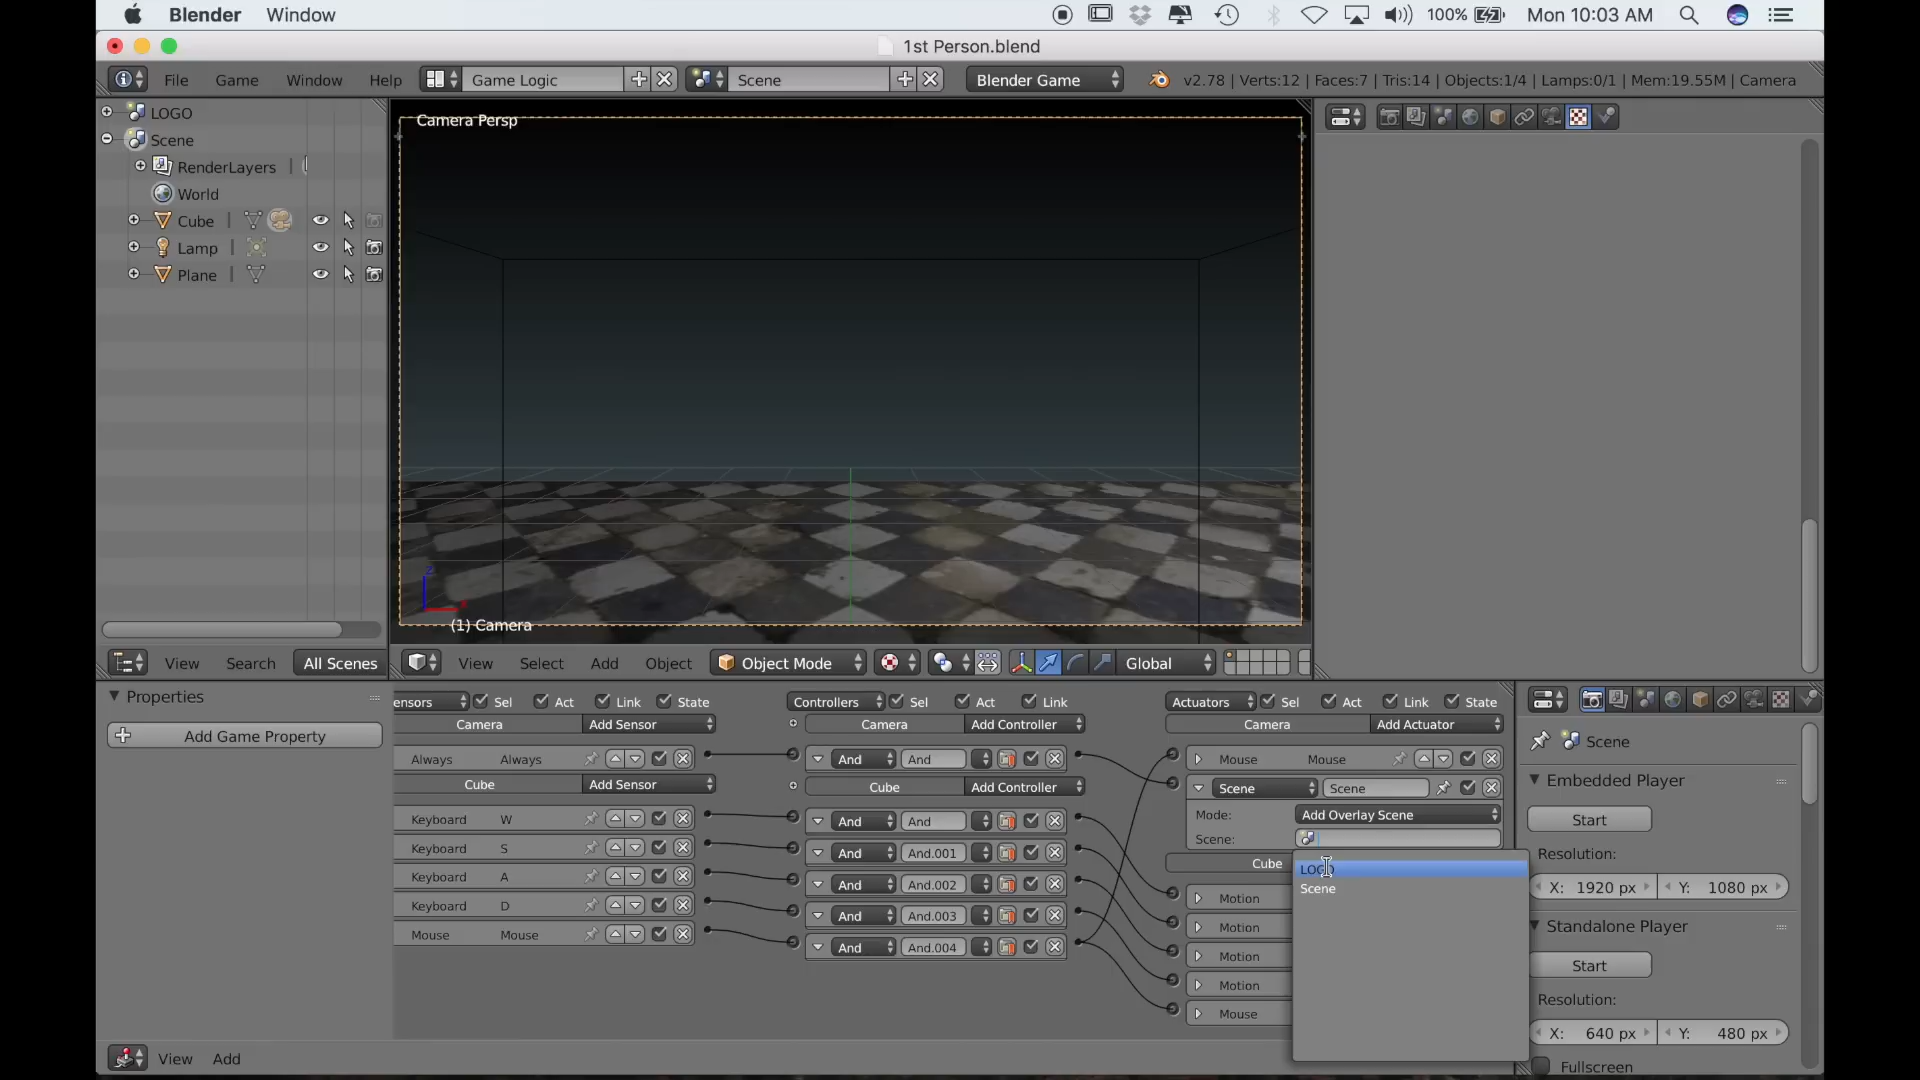 Blender Window 100% Mon 10:03 AM
1st Person.blend
File Game Window Help Game Logic Scene Blender Game v2.78 | Verts:12 | Faces:7 | Tris:14 | Objects:1/4 | Lamps:0/1 | Mem:19.55M | Camera
LOGO
Scene
RenderLayers
World
Cube
Lamp
Plane
Camera Persp
(1) Camera
View Search All Scenes
View Select Add Object Object Mode Global
Properties
Add Game Property
ensors Sel Act Link State
Camera Add Sensor
Always Always
Cube Add Sensor
Keyboard W
Keyboard S
Keyboard A
Keyboard D
Mouse Mouse
Controllers Sel Act Link
Camera Add Controller
And And
Cube Add Controller
And And
And And.001
And And.002
And And.003
And And.004
Actuators Sel Act Link State
Camera Add Actuator
Mouse Mouse
Scene Scene
Mode: Add Overlay Scene
Scene:
Cube
LOGO
Scene
Motion
Motion
Motion
Motion
Mouse
Scene
Embedded Player
Start
Resolution:
X: 1920 px Y: 1080 px
Standalone Player
Start
Resolution:
X: 640 px Y: 480 px
Fullscreen
View Add